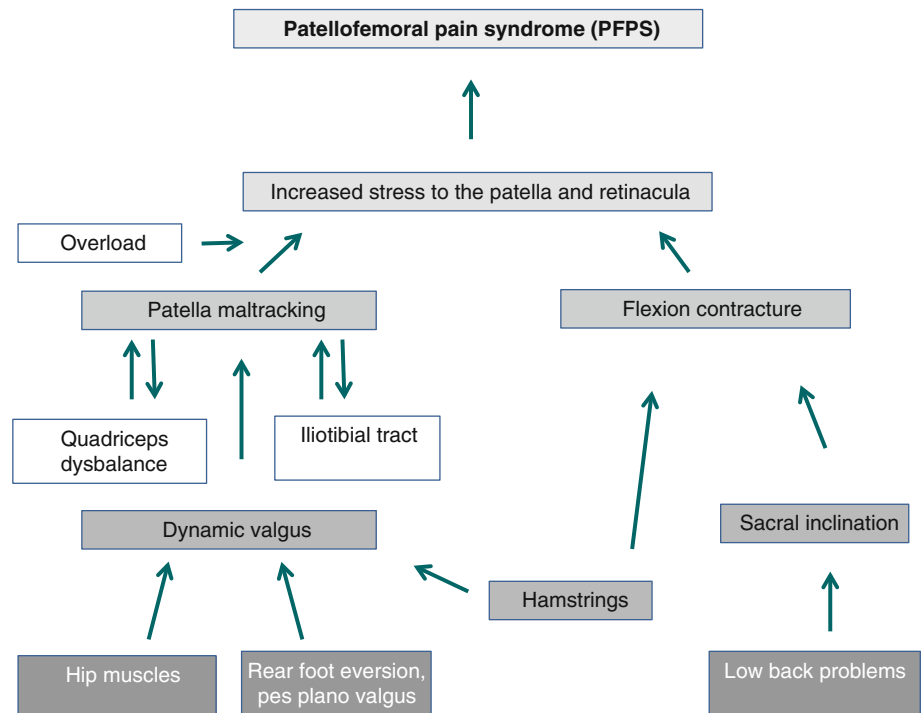 Patellofemoral pain syndrome (PFPS)
Increased stress to the patella and retinacula
Overload
Patella maltracking
Flexion contracture
Quadriceps
dysbalance
Iliotibial tract
Dynamic valgus
Sacral inclination
Hamstrings
Hip muscles
Rear foot eversion,
pes plano valgus
Low back problems